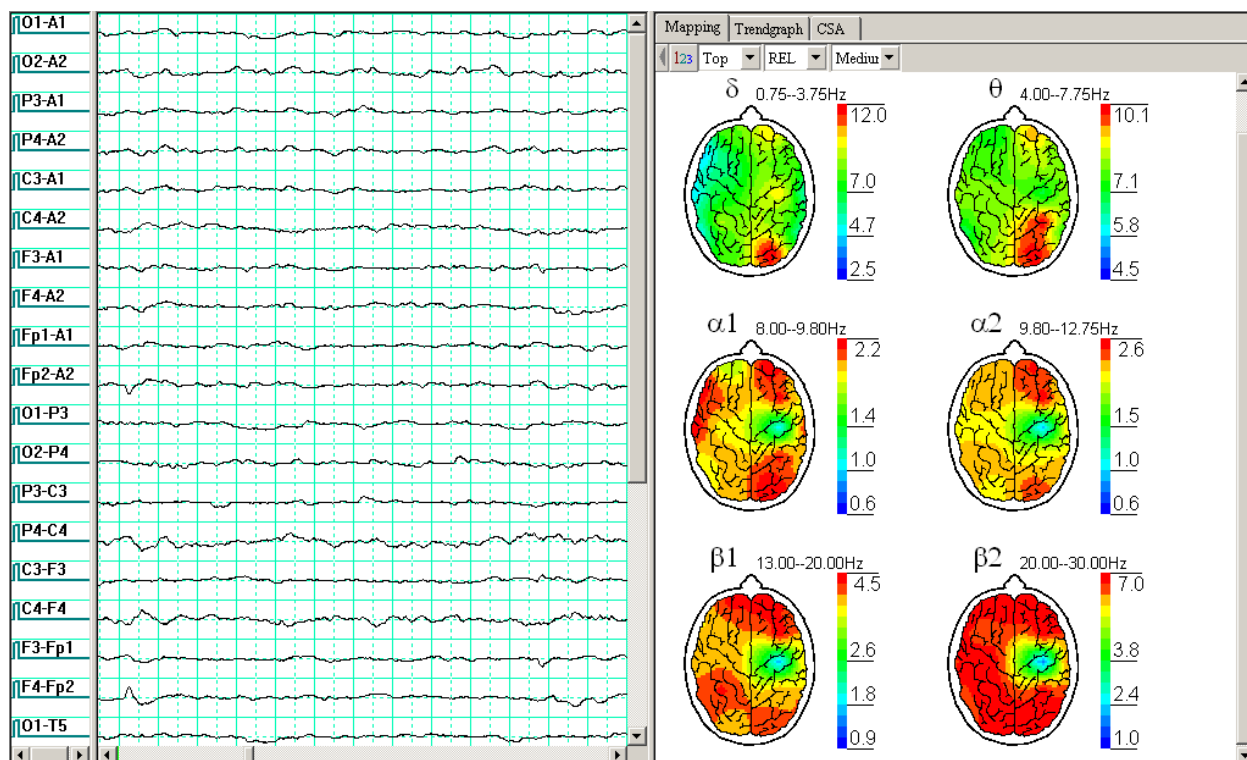 O1-A1
O2-A2
P3-A1
P4-A2
C3-A1
C4-A2
F3-A1
F4-A2
Fp1-A1
Fp2-A2
O1-P3
O2-P4
P3-C3
P4-C4
C3-F3
C4-F4
F3-Fp1
F4-Fp2
O1-T5
Mapping Trendgraph CSA
123 Top REL Mediur
δ 0.75--3.75Hz
12.0
7.0
4.7
2.5
θ 4.00--7.75Hz
10.1
7.1
5.8
4.5
α1 8.00--9.80Hz
2.2
1.4
1.0
0.6
α2 9.80--12.75Hz
2.6
1.5
1.0
0.6
β1 13.00--20.00Hz
4.5
2.6
1.8
0.9
β2 20.00--30.00Hz
7.0
3.8
2.4
1.0